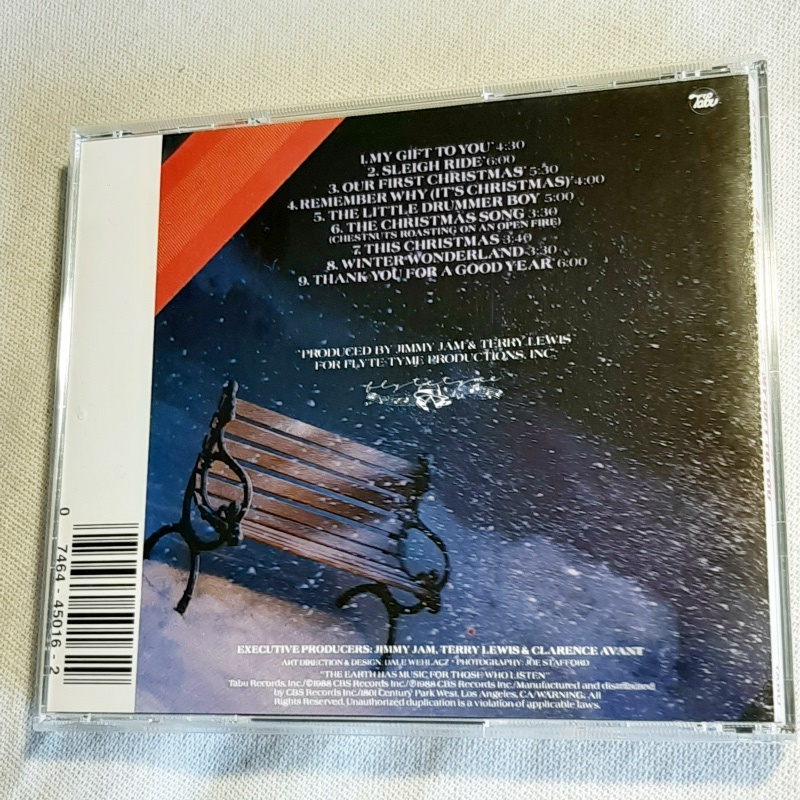 Tabu
1. MY GIFT TO YOU* 4:30
2. SLEIGH RIDE* 6:00
3. OUR FIRST CHRISTMAS* 5:30
4. REMEMBER WHY (IT'S CHRISTMAS)* 4:00
5. THE LITTLE DRUMMER BOY 5:00
6. THE CHRISTMAS SONG 3:30
(CHESTNUTS ROASTING ON AN OPEN FIRE)
7. THIS CHRISTMAS 3:40
8. WINTER WONDERLAND 3:30
9. THANK YOU FOR A GOOD YEAR* 6:00
*PRODUCED BY JIMMY JAM & TERRY LEWIS
FOR FLYTE TYME PRODUCTIONS, INC.
flyte tyme
0 7464-45016-2
EXECUTIVE PRODUCERS: JIMMY JAM, TERRY LEWIS & CLARENCE AVANT
ART DIRECTION & DESIGN: DALE WEHLACZ • PHOTOGRAPHY: JOE STAFFORD
"THE EARTH HAS MUSIC FOR THOSE WHO LISTEN"
Tabu Records, Inc./©1988 CBS Records Inc./℗1988 CBS Records Inc./Manufactured and distributed
by CBS Records Inc./1801 Century Park West, Los Angeles, CA/WARNING: All
Rights Reserved. Unauthorized duplication is a violation of applicable laws.